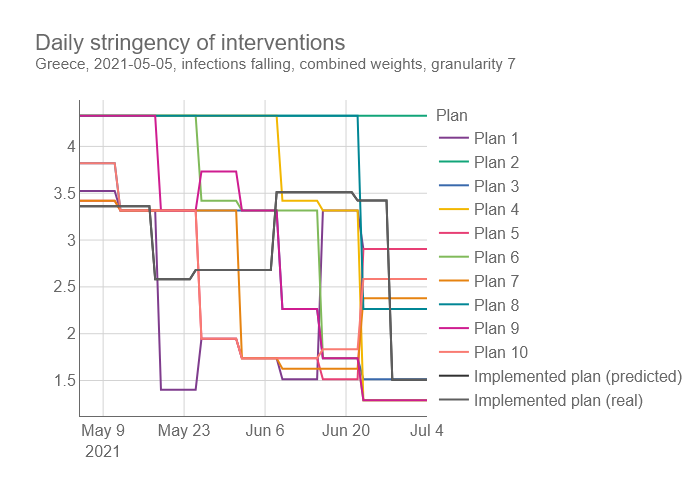 Daily stringency of interventions
Greece, 2021-05-05, infections falling, combined weights, granularity 7
Plan
4
3.5
3
2.5
2
1.5
May 9
2021
May 23
Jun 6
Jun 20
Jul 4
Plan 1
Plan 2
Plan 3
Plan 4
Plan 5
Plan 6
Plan 7
Plan 8
Plan 9
Plan 10
Implemented plan (predicted)
Implemented plan (real)